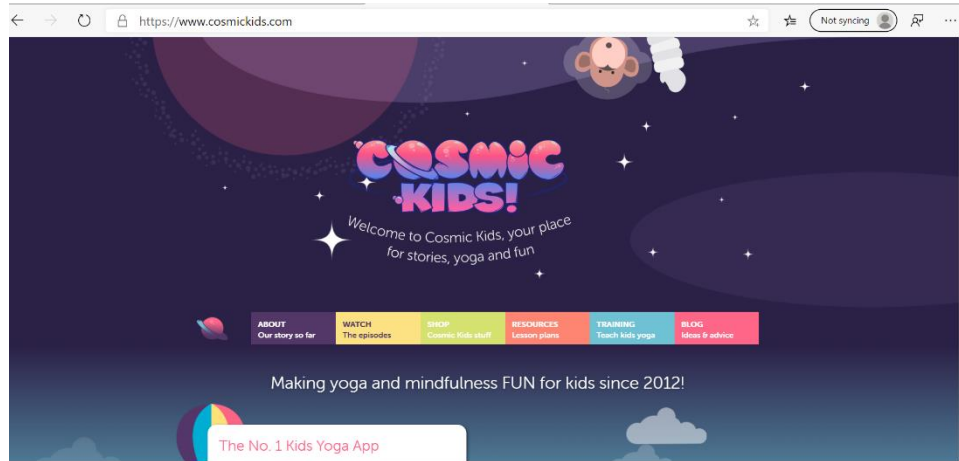 https://www.cosmickids.com
Not syncing
COSMIC
KIDS!
Welcome to Cosmic Kids, your place
for stories, yoga and fun
ABOUT
Our story so far
WATCH
The episodes
SHOP
Cosmic Kids stuff
RESOURCES
Lesson plans
TRAINING
Teach kids yoga
BLOG
Ideas & advice
Making yoga and mindfulness FUN for kids since 2012!
The No. 1 Kids Yoga App